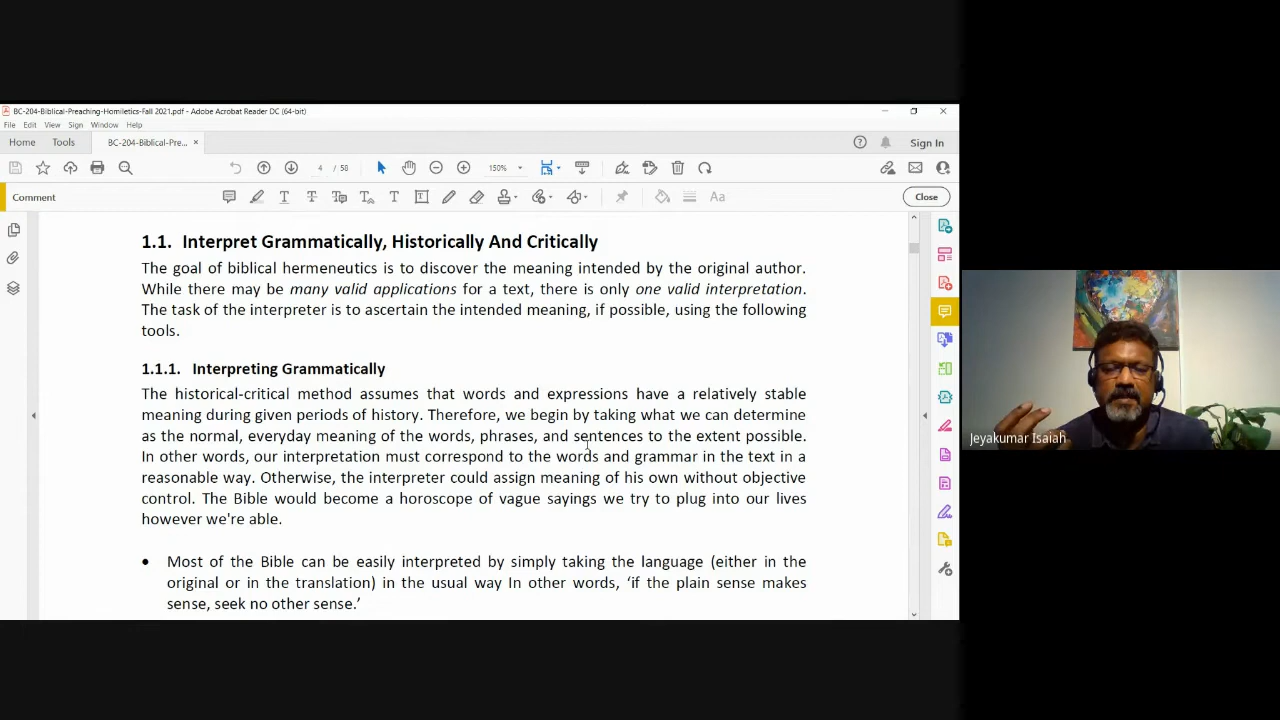 BC-204-Biblical-Preaching-Homiletics-Fall 2021.pdf - Adobe Acrobat Reader DC (64-bit)
File Edit View Sign Window Help
Home Tools BC-204-Biblical-Pre... × Sign In
4 / 58 150%
Comment Close
1.1. Interpret Grammatically, Historically And Critically
The goal of biblical hermeneutics is to discover the meaning intended by the original author.
While there may be many valid applications for a text, there is only one valid interpretation.
The task of the interpreter is to ascertain the intended meaning, if possible, using the following
tools.
1.1.1. Interpreting Grammatically
The historical-critical method assumes that words and expressions have a relatively stable
meaning during given periods of history. Therefore, we begin by taking what we can determine
as the normal, everyday meaning of the words, phrases, and sentences to the extent possible.
In other words, our interpretation must correspond to the words and grammar in the text in a
reasonable way. Otherwise, the interpreter could assign meaning of his own without objective
control. The Bible would become a horoscope of vague sayings we try to plug into our lives
however we're able.
• Most of the Bible can be easily interpreted by simply taking the language (either in the
original or in the translation) in the usual way In other words, ‘if the plain sense makes
sense, seek no other sense.’
Jeyakumar Isaiah